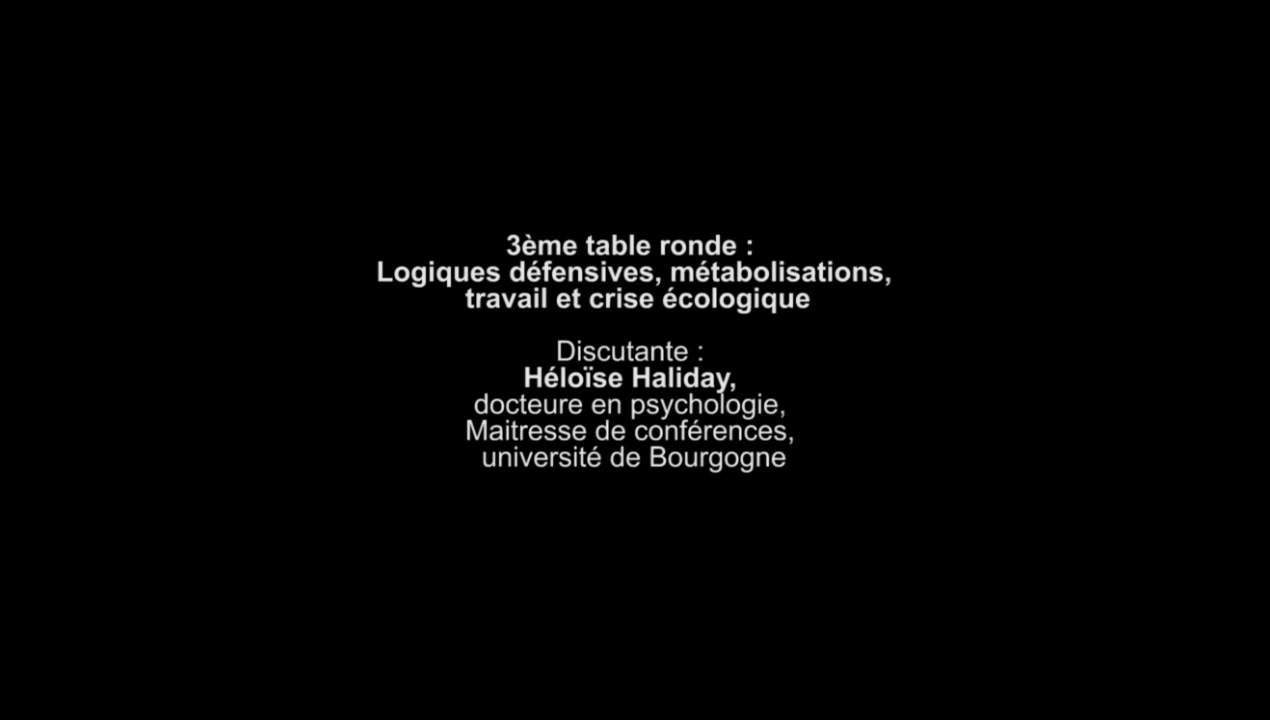 3ème table ronde :
Logiques défensives, métabolisations,
travail et crise écologique
Discutante :
Héloïse Haliday,
docteure en psychologie,
Maitresse de conférences,
université de Bourgogne